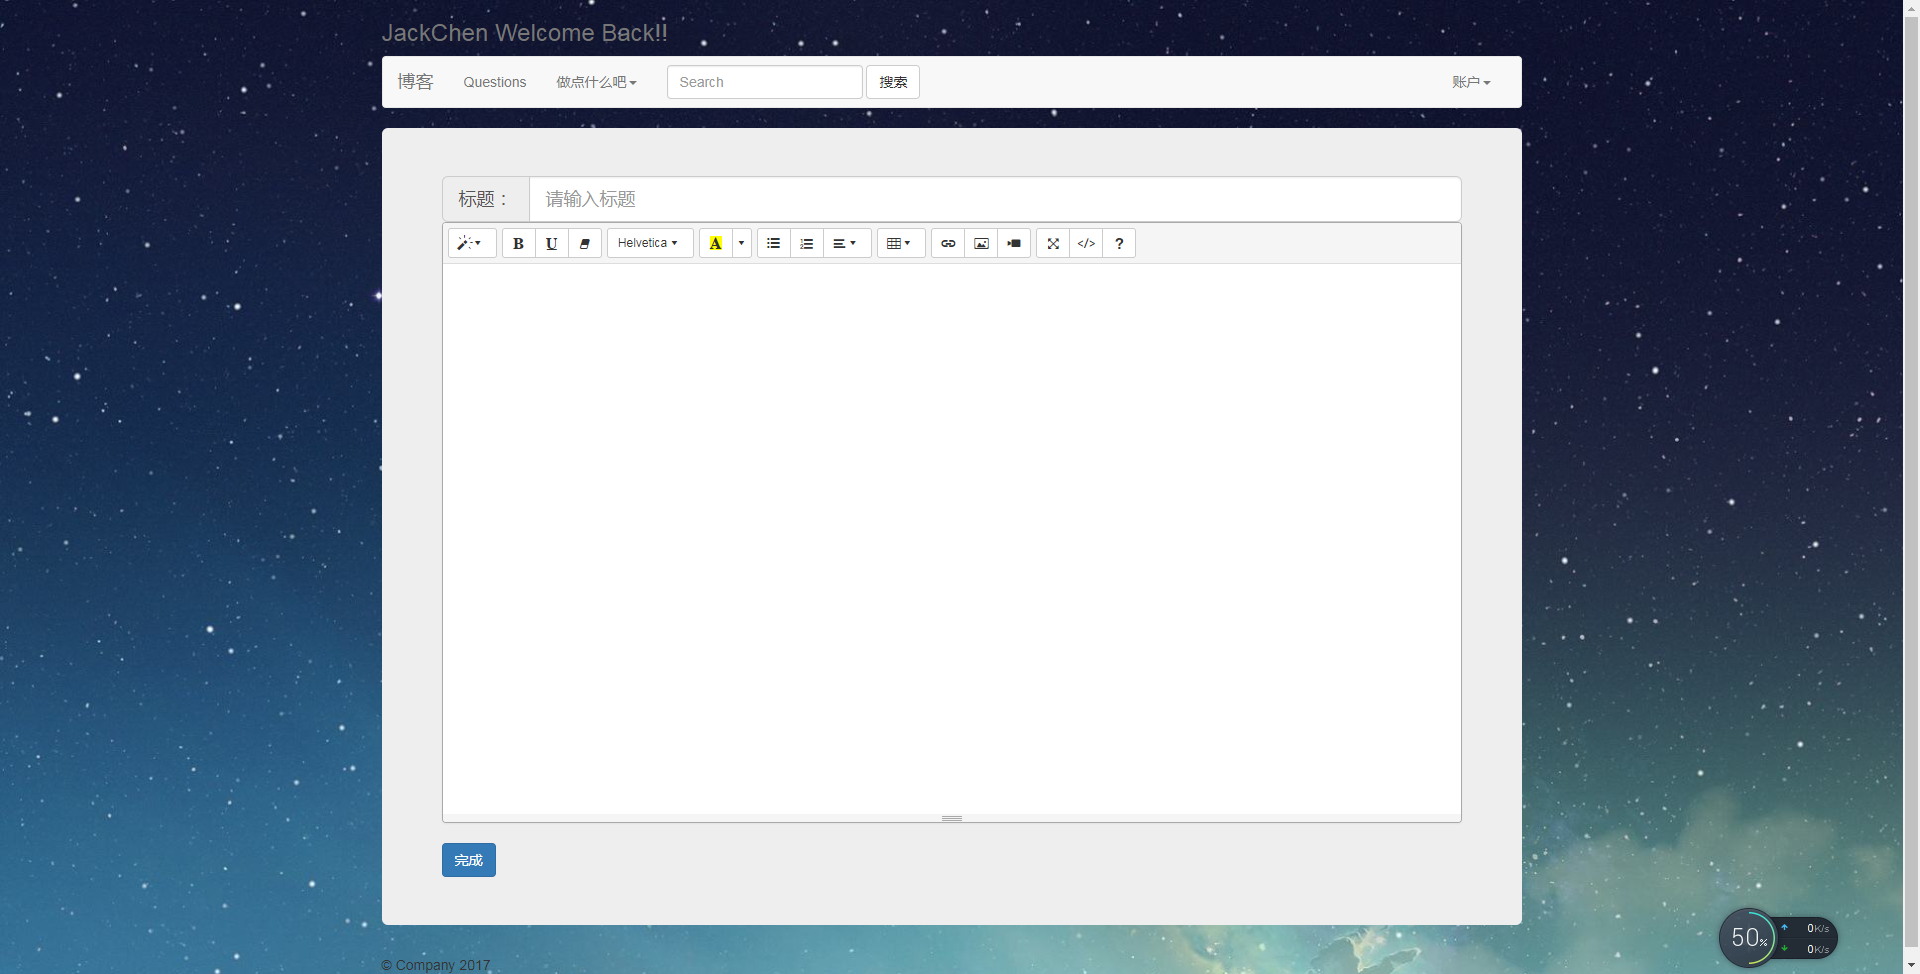 JackChen Welcome Back!!
博客 Questions 做点什么吧 Search 搜索 账户
标题： 请输入标题
B U Helvetica A </> ?
完成
50% 0K/s
0K/s
© Company 2017